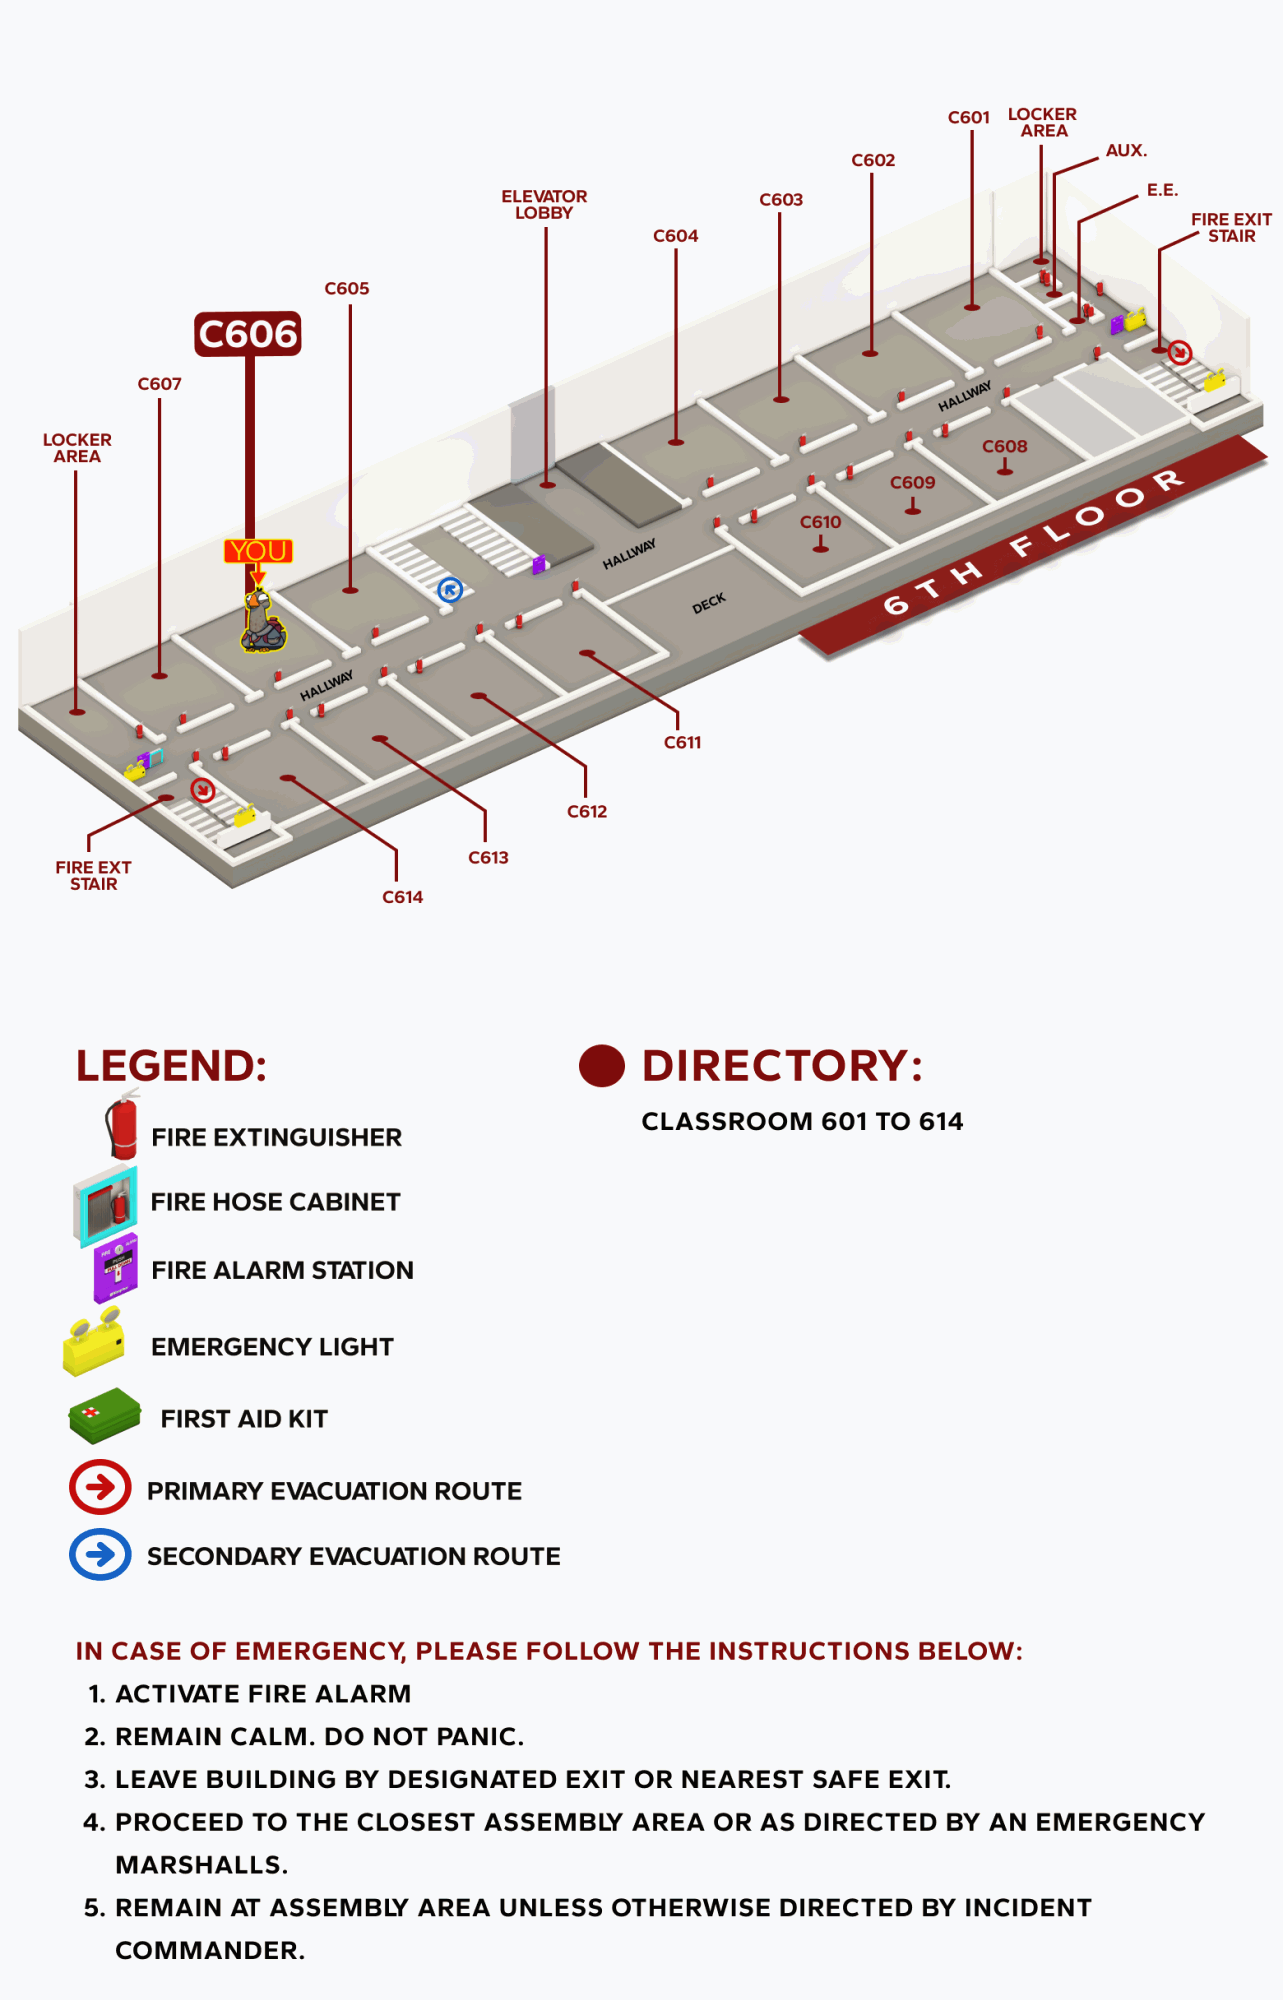 C601
LOCKER
AREA
AUX.
C602
E.E.
C603
ELEVATOR
LOBBY
FIRE EXIT
STAIR
C604
C605
C606
C607
LOCKER
AREA
YOU
HALLWAY
C608
C609
C610
HALLWAY
DECK
HALLWAY
6TH FLOOR
C611
C612
C613
C614
FIRE EXT
STAIR
LEGEND:
FIRE EXTINGUISHER
FIRE HOSE CABINET
FIRE ALARM STATION
EMERGENCY LIGHT
FIRST AID KIT
PRIMARY EVACUATION ROUTE
SECONDARY EVACUATION ROUTE
DIRECTORY:
CLASSROOM 601 TO 614
IN CASE OF EMERGENCY, PLEASE FOLLOW THE INSTRUCTIONS BELOW:
1. ACTIVATE FIRE ALARM
2. REMAIN CALM. DO NOT PANIC.
3. LEAVE BUILDING BY DESIGNATED EXIT OR NEAREST SAFE EXIT.
4. PROCEED TO THE CLOSEST ASSEMBLY AREA OR AS DIRECTED BY AN EMERGENCY
MARSHALLS.
5. REMAIN AT ASSEMBLY AREA UNLESS OTHERWISE DIRECTED BY INCIDENT
COMMANDER.